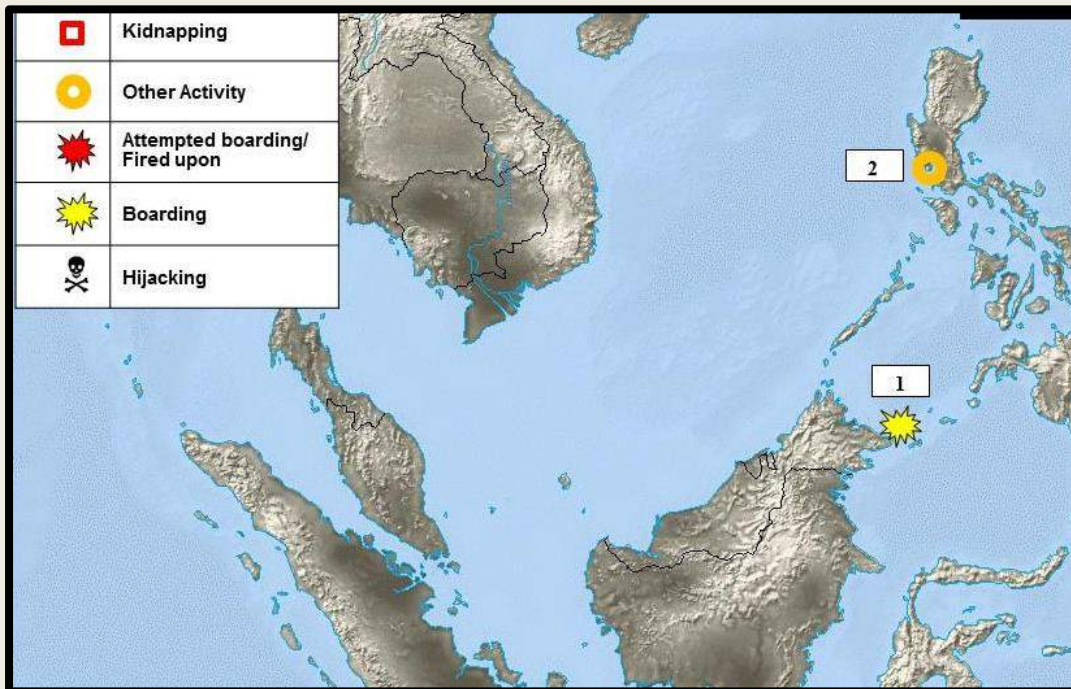 Kidnapping
Other Activity
Attempted boarding/
Fired upon
Boarding
Hijacking
2
1